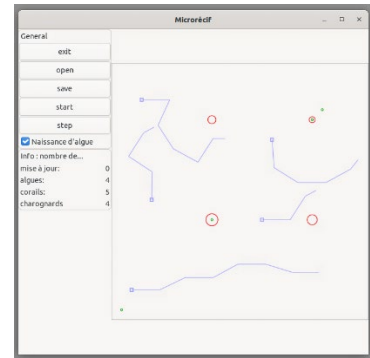 Microrécif
General
exit
open
save
start
step
Naissance d'algue
Info : nombre de...
mise à jour: 0
algues: 4
corails: 5
charognards 4